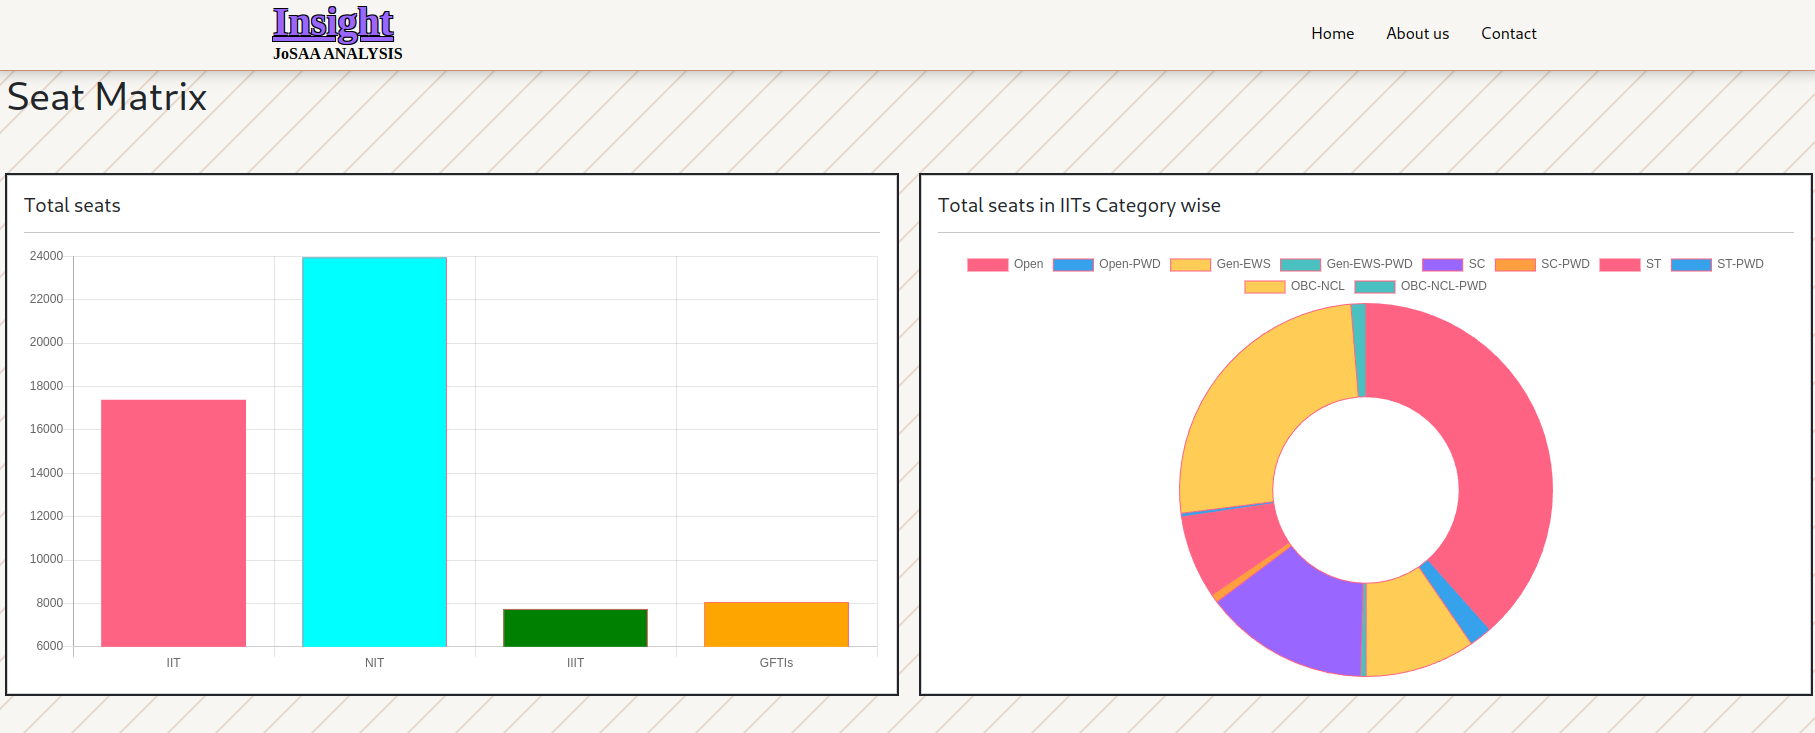 Insight
JoSAA ANALYSIS
Home About us Contact
Seat Matrix
Total seats
24000
22000
20000
18000
16000
14000
12000
10000
8000
6000
IIT NIT IIIT GFTIs
Total seats in IITs Category wise
Open Open-PWD Gen-EWS Gen-EWS-PWD SC SC-PWD ST ST-PWD
OBC-NCL OBC-NCL-PWD